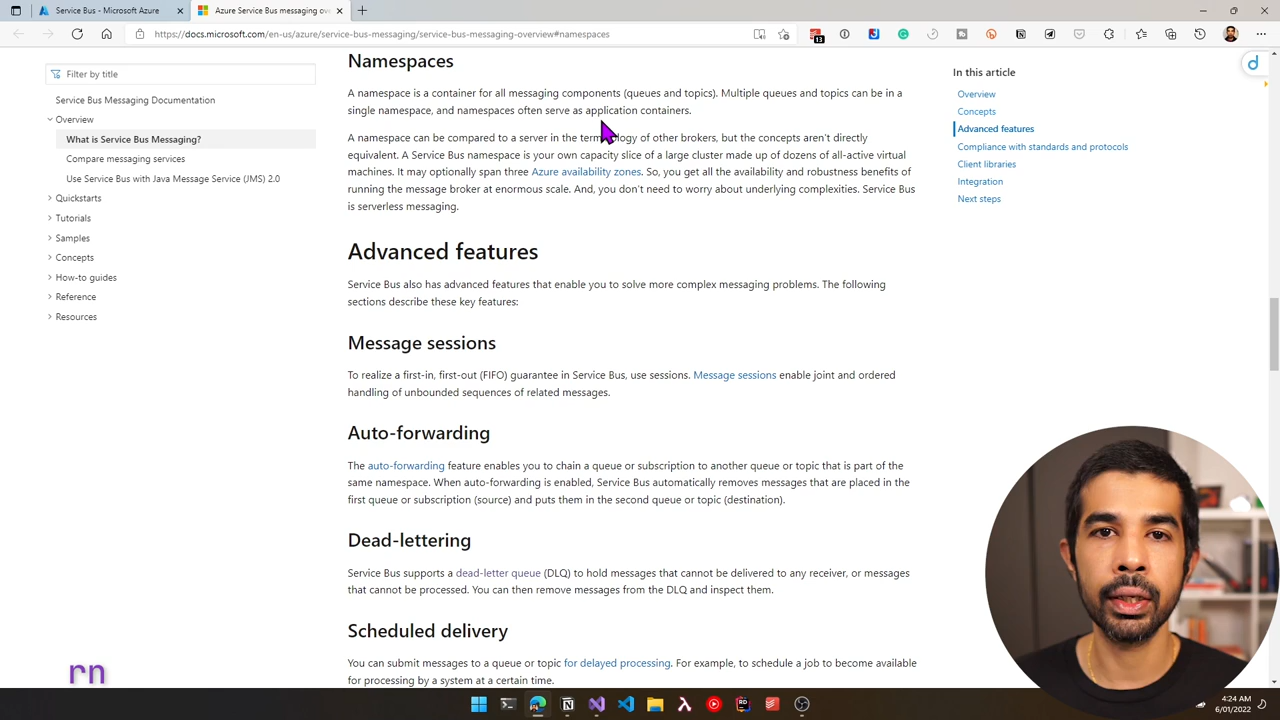 Service Bus - Microsoft Azure
Azure Service Bus messaging ov
https://docs.microsoft.com/en-us/azure/service-bus-messaging/service-bus-messaging-overview#namespaces
13
Filter by title
Service Bus Messaging Documentation
Overview
What is Service Bus Messaging?
Compare messaging services
Use Service Bus with Java Message Service (JMS) 2.0
Quickstarts
Tutorials
Samples
Concepts
How-to guides
Reference
Resources
Namespaces
A namespace is a container for all messaging components (queues and topics). Multiple queues and topics can be in a
single namespace, and namespaces often serve as application containers.
A namespace can be compared to a server in the terminology of other brokers, but the concepts aren't directly
equivalent. A Service Bus namespace is your own capacity slice of a large cluster made up of dozens of all-active virtual
machines. It may optionally span three Azure availability zones. So, you get all the availability and robustness benefits of
running the message broker at enormous scale. And, you don't need to worry about underlying complexities. Service Bus
is serverless messaging.
Advanced features
Service Bus also has advanced features that enable you to solve more complex messaging problems. The following
sections describe these key features:
Message sessions
To realize a first-in, first-out (FIFO) guarantee in Service Bus, use sessions. Message sessions enable joint and ordered
handling of unbounded sequences of related messages.
Auto-forwarding
The auto-forwarding feature enables you to chain a queue or subscription to another queue or topic that is part of the
same namespace. When auto-forwarding is enabled, Service Bus automatically removes messages that are placed in the
first queue or subscription (source) and puts them in the second queue or topic (destination).
Dead-lettering
Service Bus supports a dead-letter queue (DLQ) to hold messages that cannot be delivered to any receiver, or messages
that cannot be processed. You can then remove messages from the DLQ and inspect them.
Scheduled delivery
You can submit messages to a queue or topic for delayed processing. For example, to schedule a job to become available
for processing by a system at a certain time.
In this article
Overview
Concepts
Advanced features
Compliance with standards and protocols
Client libraries
Integration
Next steps
d
rn
4:24 AM
6/01/2022